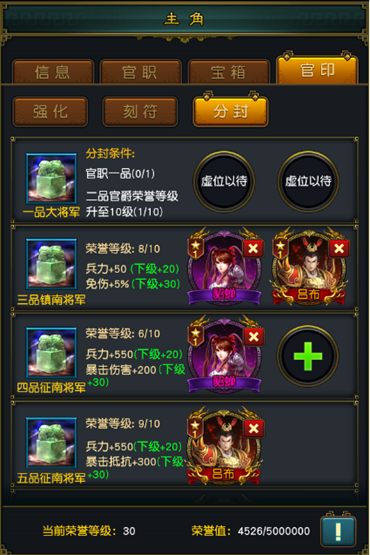 主角
信息 官职 宝箱 官印
强化 刻符 分封
分封条件:
官职一品(0/1)
二品官爵荣誉等级
升至10级(1/10)
一品大将军
虚位以待 虚位以待
荣誉等级: 8/10
兵力+50 (下级+20)
免伤+5% (下级+30)
三品镇南将军
1 貂蝉
1 吕布
荣誉等级: 6/10
兵力+550(下级+20)
暴击伤害+200 (下级
+30)
四品征南将军
1 貂蝉
荣誉等级: 9/10
兵力+550(下级+20)
暴击抵抗+300(下级
+30)
五品征南将军
1 吕布
当前荣誉等级: 30 荣誉值: 4526/5000000
!